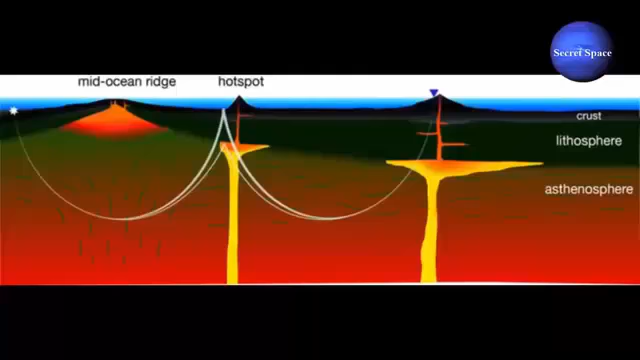 Secret Space
mid-ocean ridge
hotspot
crust
lithosphere
asthenosphere